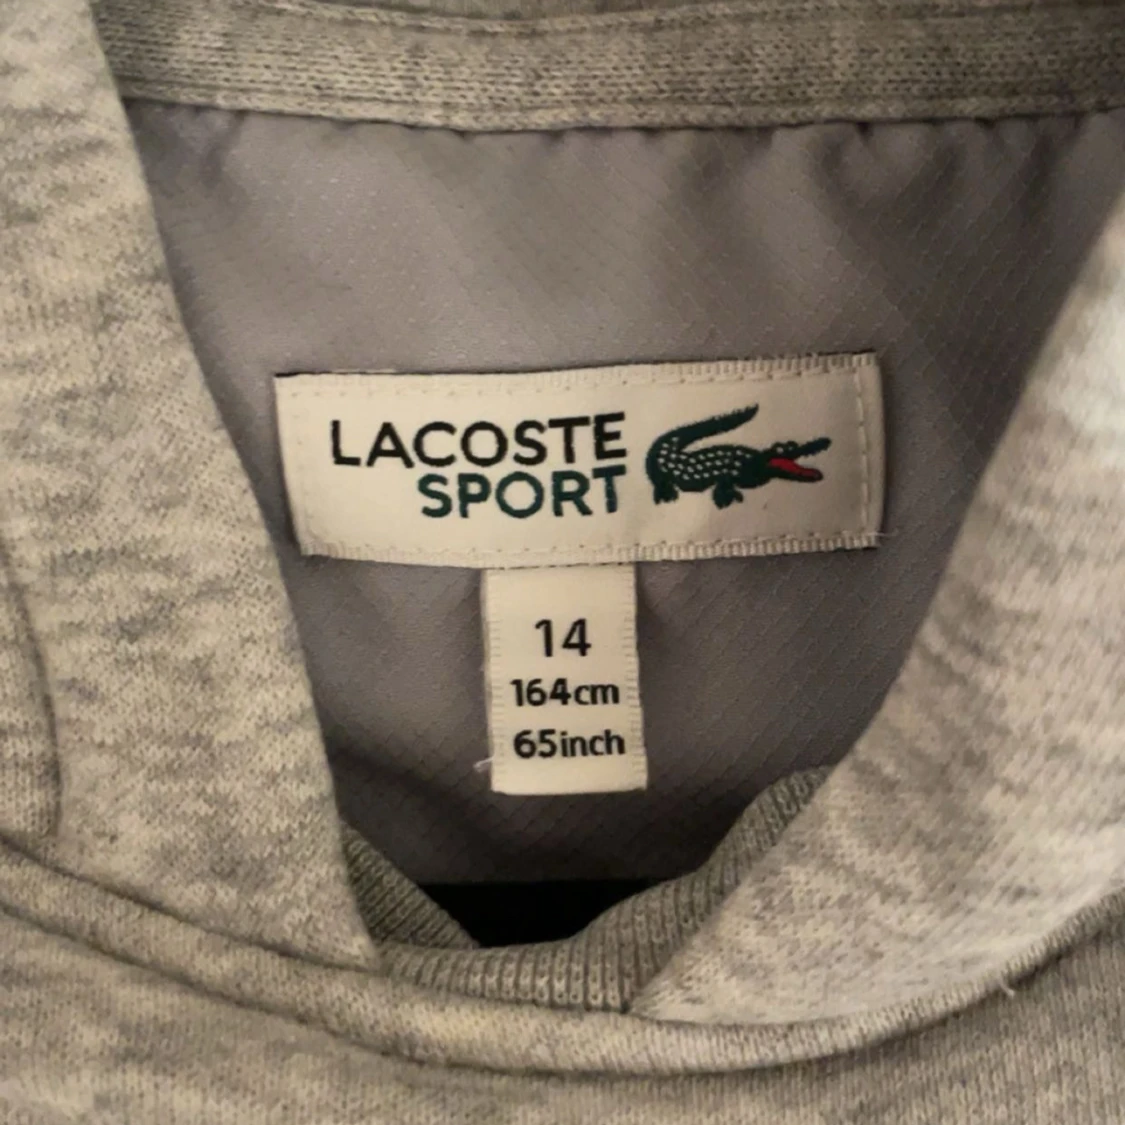 LACOSTE
SPORT
14
164cm
65inch